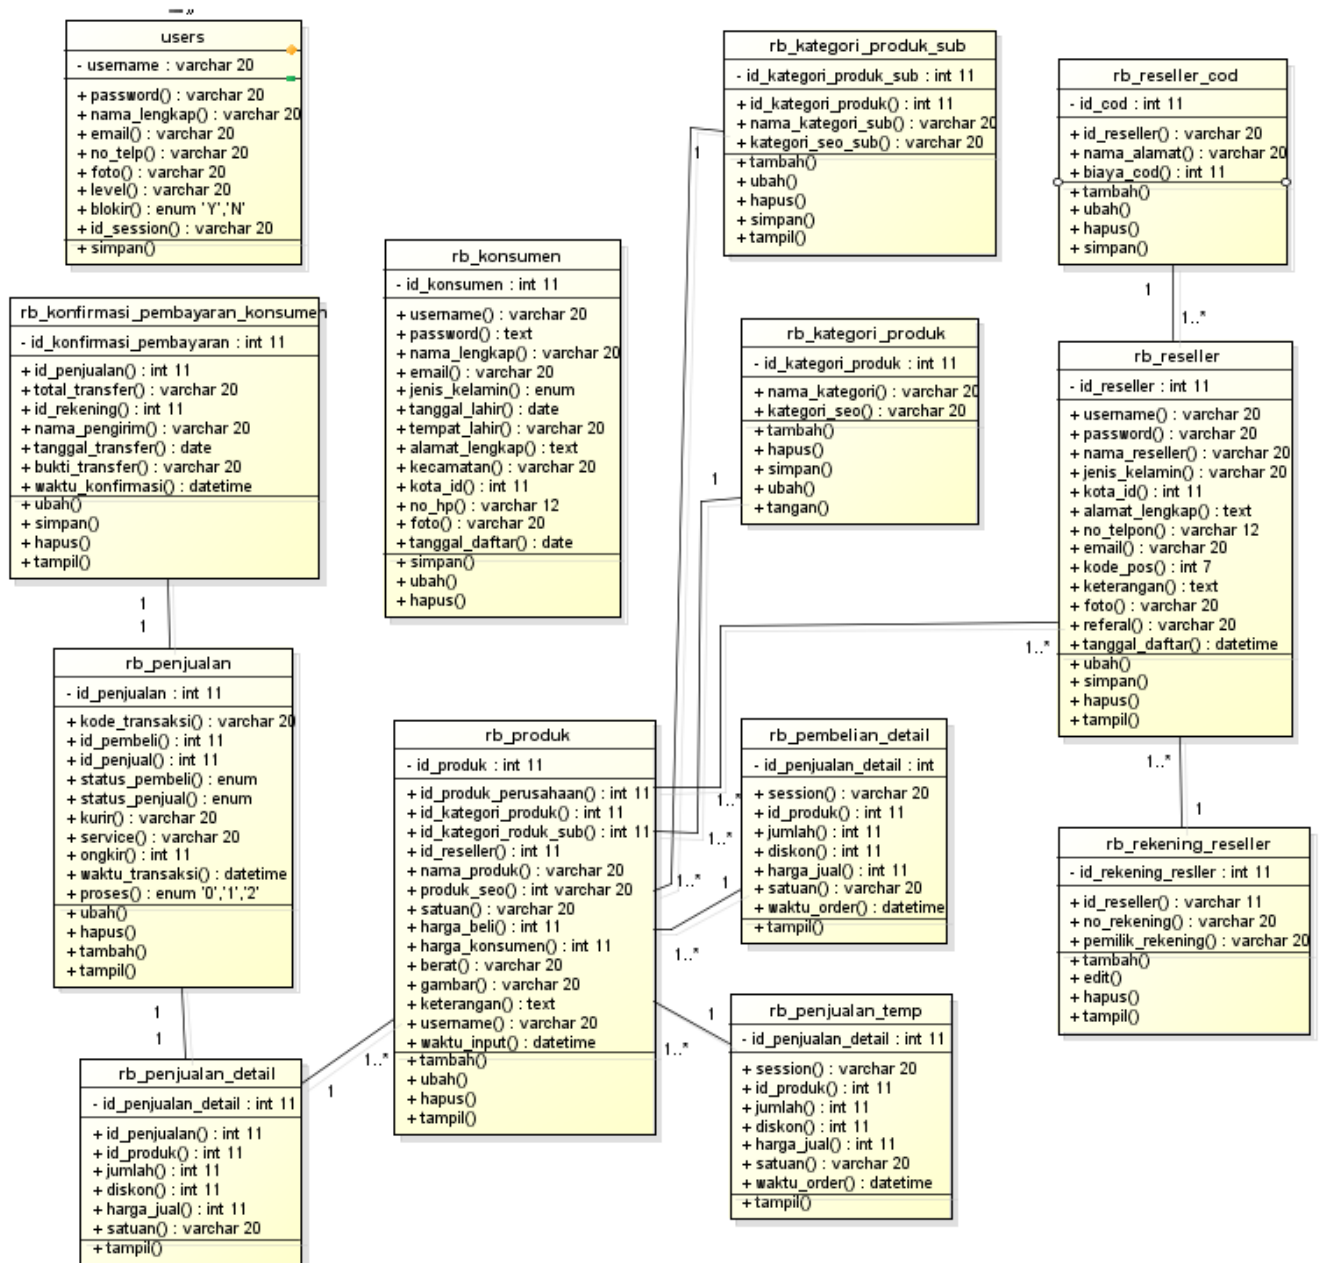 users
- username : varchar 20
+ password() : varchar 20
+ nama_lengkap() : varchar 20
+ email() : varchar 20
+ no_telp() : varchar 20
+ foto() : varchar 20
+ level() : varchar 20
+ blokir() : enum 'Y','N'
+ id_session() : varchar 20
+ simpan()
rb_konfirmasi_pembayaran_konsumen
- id_konfirmasi_pembayaran : int 11
+ id_penjualan() : int 11
+ total_transfer() : varchar 20
+ id_rekening() : int 11
+ nama_pengirim() : varchar 20
+ tanggal_transfer() : date
+ bukti_transfer() : varchar 20
+ waktu_konfirmasi() : datetime
+ ubah()
+ simpan()
+ hapus()
+ tampil()
1
1
rb_penjualan
- id_penjualan : int 11
+ kode_transaksi() : varchar 20
+ id_pembeli() : int 11
+ id_penjual() : int 11
+ status_pembeli() : enum
+ status_penjual() : enum
+ kurir() : varchar 20
+ service() : varchar 20
+ ongkir() : int 11
+ waktu_transaksi() : datetime
+ proses() : enum '0','1','2'
+ ubah()
+ hapus()
+ tambah()
+ tampil()
1
1
rb_penjualan_detail
- id_penjualan_detail : int 11
+ id_penjualan() : int 11
+ id_produk() : int 11
+ jumlah() : int 11
+ diskon() : int 11
+ harga_jual() : int 11
+ satuan() : varchar 20
+ tampil()
1
1..*
rb_konsumen
- id_konsumen : int 11
+ username() : varchar 20
+ password() : text
+ nama_lengkap() : varchar 20
+ email() : varchar 20
+ jenis_kelamin() : enum
+ tanggal_lahir() : date
+ tempat_lahir() : varchar 20
+ alamat_lengkap() : text
+ kecamatan() : varchar 20
+ kota_id() : int 11
+ no_hp() : varchar 12
+ foto() : varchar 20
+ tanggal_daftar() : date
+ simpan()
+ ubah()
+ hapus()
rb_produk
- id_produk : int 11
+ id_produk_perusahaan() : int 11
+ id_kategori_produk() : int 11
+ id_kategori_roduk_sub() : int 11
+ id_reseller() : int 11
+ nama_produk() : varchar 20
+ produk_seo() : int varchar 20
+ satuan() : varchar 20
+ harga_beli() : int 11
+ harga_konsumen() : int 11
+ berat() : varchar 20
+ gambar() : varchar 20
+ keterangan() : text
+ username() : varchar 20
+ waktu_input() : datetime
+ tambah()
+ ubah()
+ hapus()
+ tampil()
1..*
1..*
1..*
1
1..*
1
1..*
rb_kategori_produk_sub
- id_kategori_produk_sub : int 11
+ id_kategori_produk() : int 11
+ nama_kategori_sub() : varchar 20
+ kategori_seo_sub() : varchar 20
+ tambah()
+ ubah()
+ hapus()
+ simpan()
+ tampil()
1
rb_kategori_produk
- id_kategori_produk : int 11
+ nama_kategori() : varchar 20
+ kategori_seo() : varchar 20
+ tambah()
+ hapus()
+ simpan()
+ ubah()
+ tangan()
1
rb_pembelian_detail
- id_penjualan_detail : int
+ session() : varchar 20
+ id_produk() : int 11
+ jumlah() : int 11
+ diskon() : int 11
+ harga_jual() : int 11
+ satuan() : varchar 20
+ waktu_order() : datetime
+ tampil()
rb_penjualan_temp
- id_penjualan_detail : int 11
+ session() : varchar 20
+ id_produk() : int 11
+ jumlah() : int 11
+ diskon() : int 11
+ harga_jual() : int 11
+ satuan() : varchar 20
+ waktu_order() : datetime
+ tampil()
rb_reseller_cod
- id_cod : int 11
+ id_reseller() : varchar 20
+ nama_alamat() : varchar 20
+ biaya_cod() : int 11
+ tambah()
+ ubah()
+ hapus()
+ simpan()
1
1..*
rb_reseller
- id_reseller : int 11
+ username() : varchar 20
+ password() : varchar 20
+ nama_reseller() : varchar 20
+ jenis_kelamin() : varchar 20
+ kota_id() : int 11
+ alamat_lengkap() : text
+ no_telpon() : varchar 12
+ email() : varchar 20
+ kode_pos() : int 7
+ keterangan() : text
+ foto() : varchar 20
+ referal() : varchar 20
+ tanggal_daftar() : datetime
+ ubah()
+ simpan()
+ hapus()
+ tampil()
1..*
1..*
1
rb_rekening_reseller
- id_rekening_resller : int 11
+ id_reseller() : varchar 11
+ no_rekening() : varchar 20
+ pemilik_rekening() : varchar 20
+ tambah()
+ edit()
+ hapus()
+ tampil()